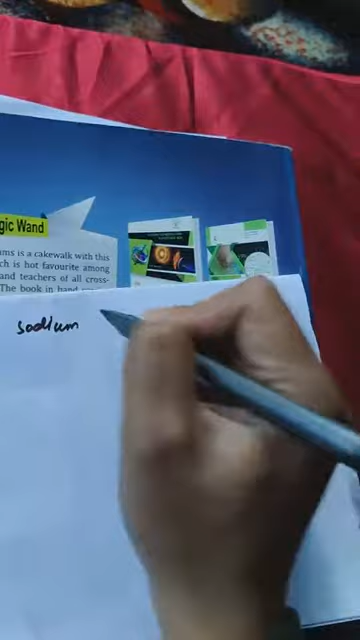 gic Wand
ms is a cakewalk with this
ch is hot favourite among
and teachers of all cross-
The book in hand
sodium